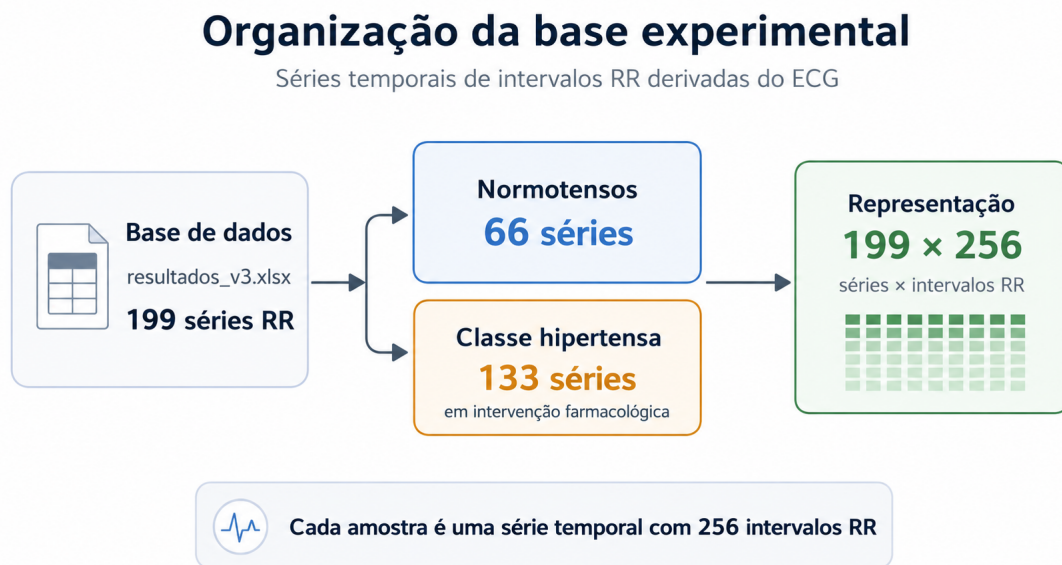 Organização da base experimental
Séries temporais de intervalos RR derivadas do ECG
Base de dados
resultados_v3.xlsx
199 séries RR
Normotensos
66 séries
Classe hipertensa
133 séries
em intervenção farmacológica
Representação
199 × 256
séries × intervalos RR
Cada amostra é uma série temporal com 256 intervalos RR